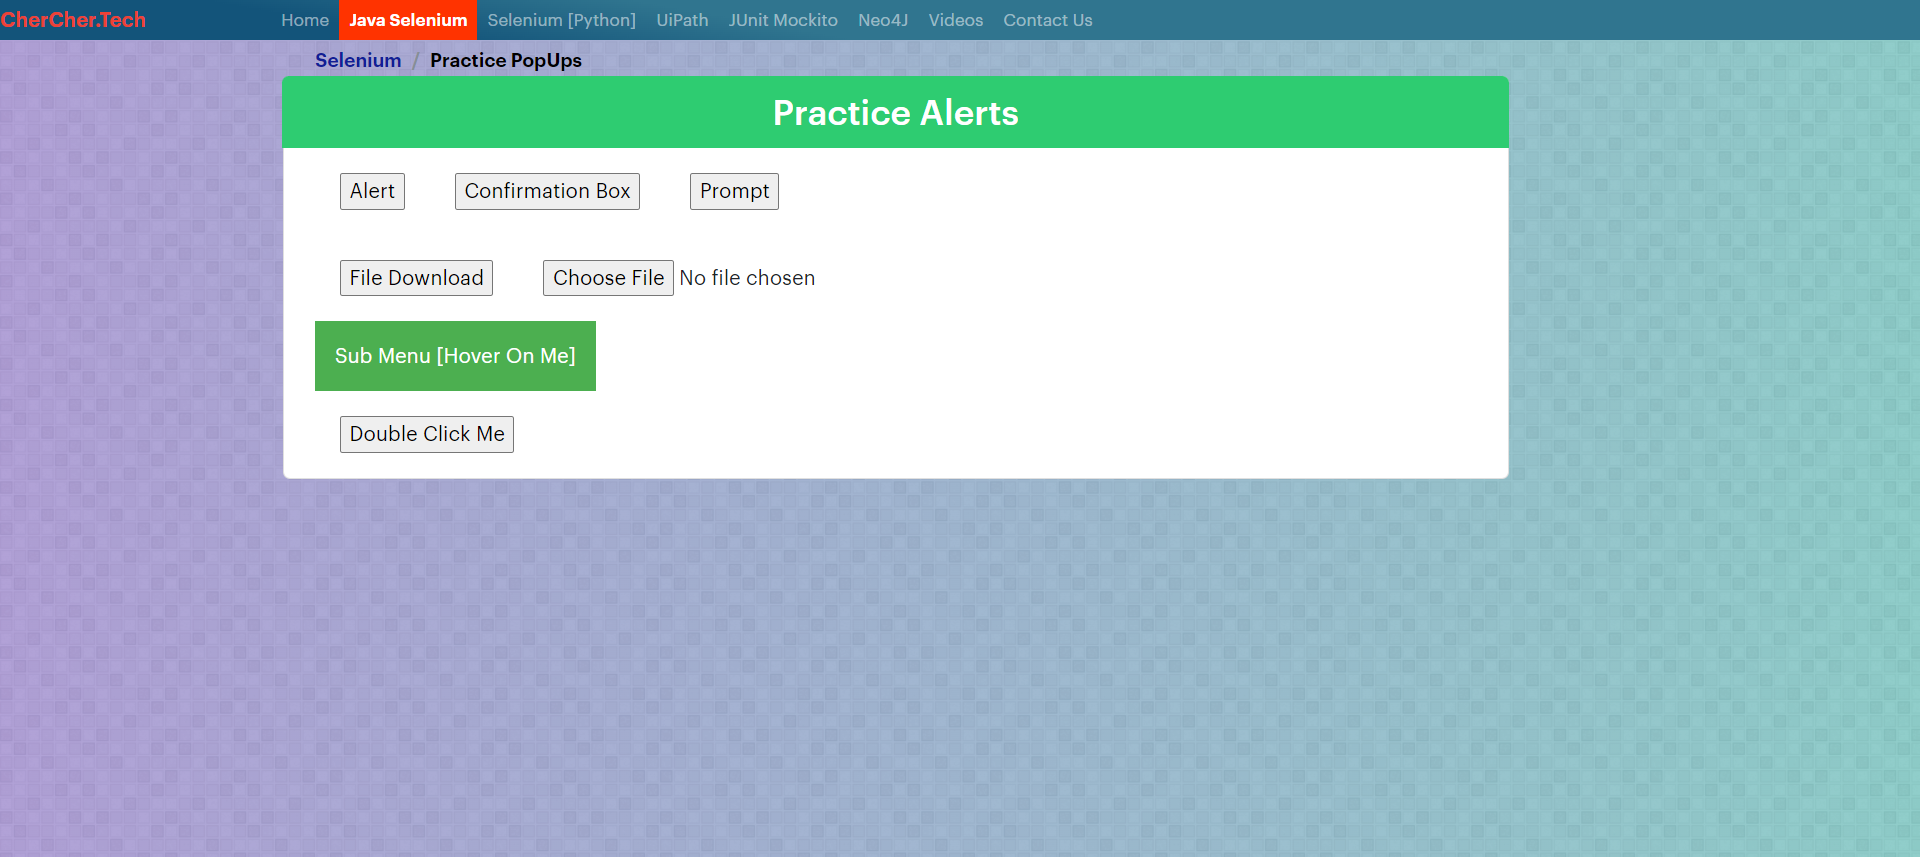 CherCher.Tech Home Java Selenium Selenium [Python] UiPath JUnit Mockito Neo4J Videos Contact Us
Selenium / Practice PopUps
Practice Alerts
Alert Confirmation Box Prompt
File Download Choose File No file chosen
Sub Menu [Hover On Me]
Double Click Me